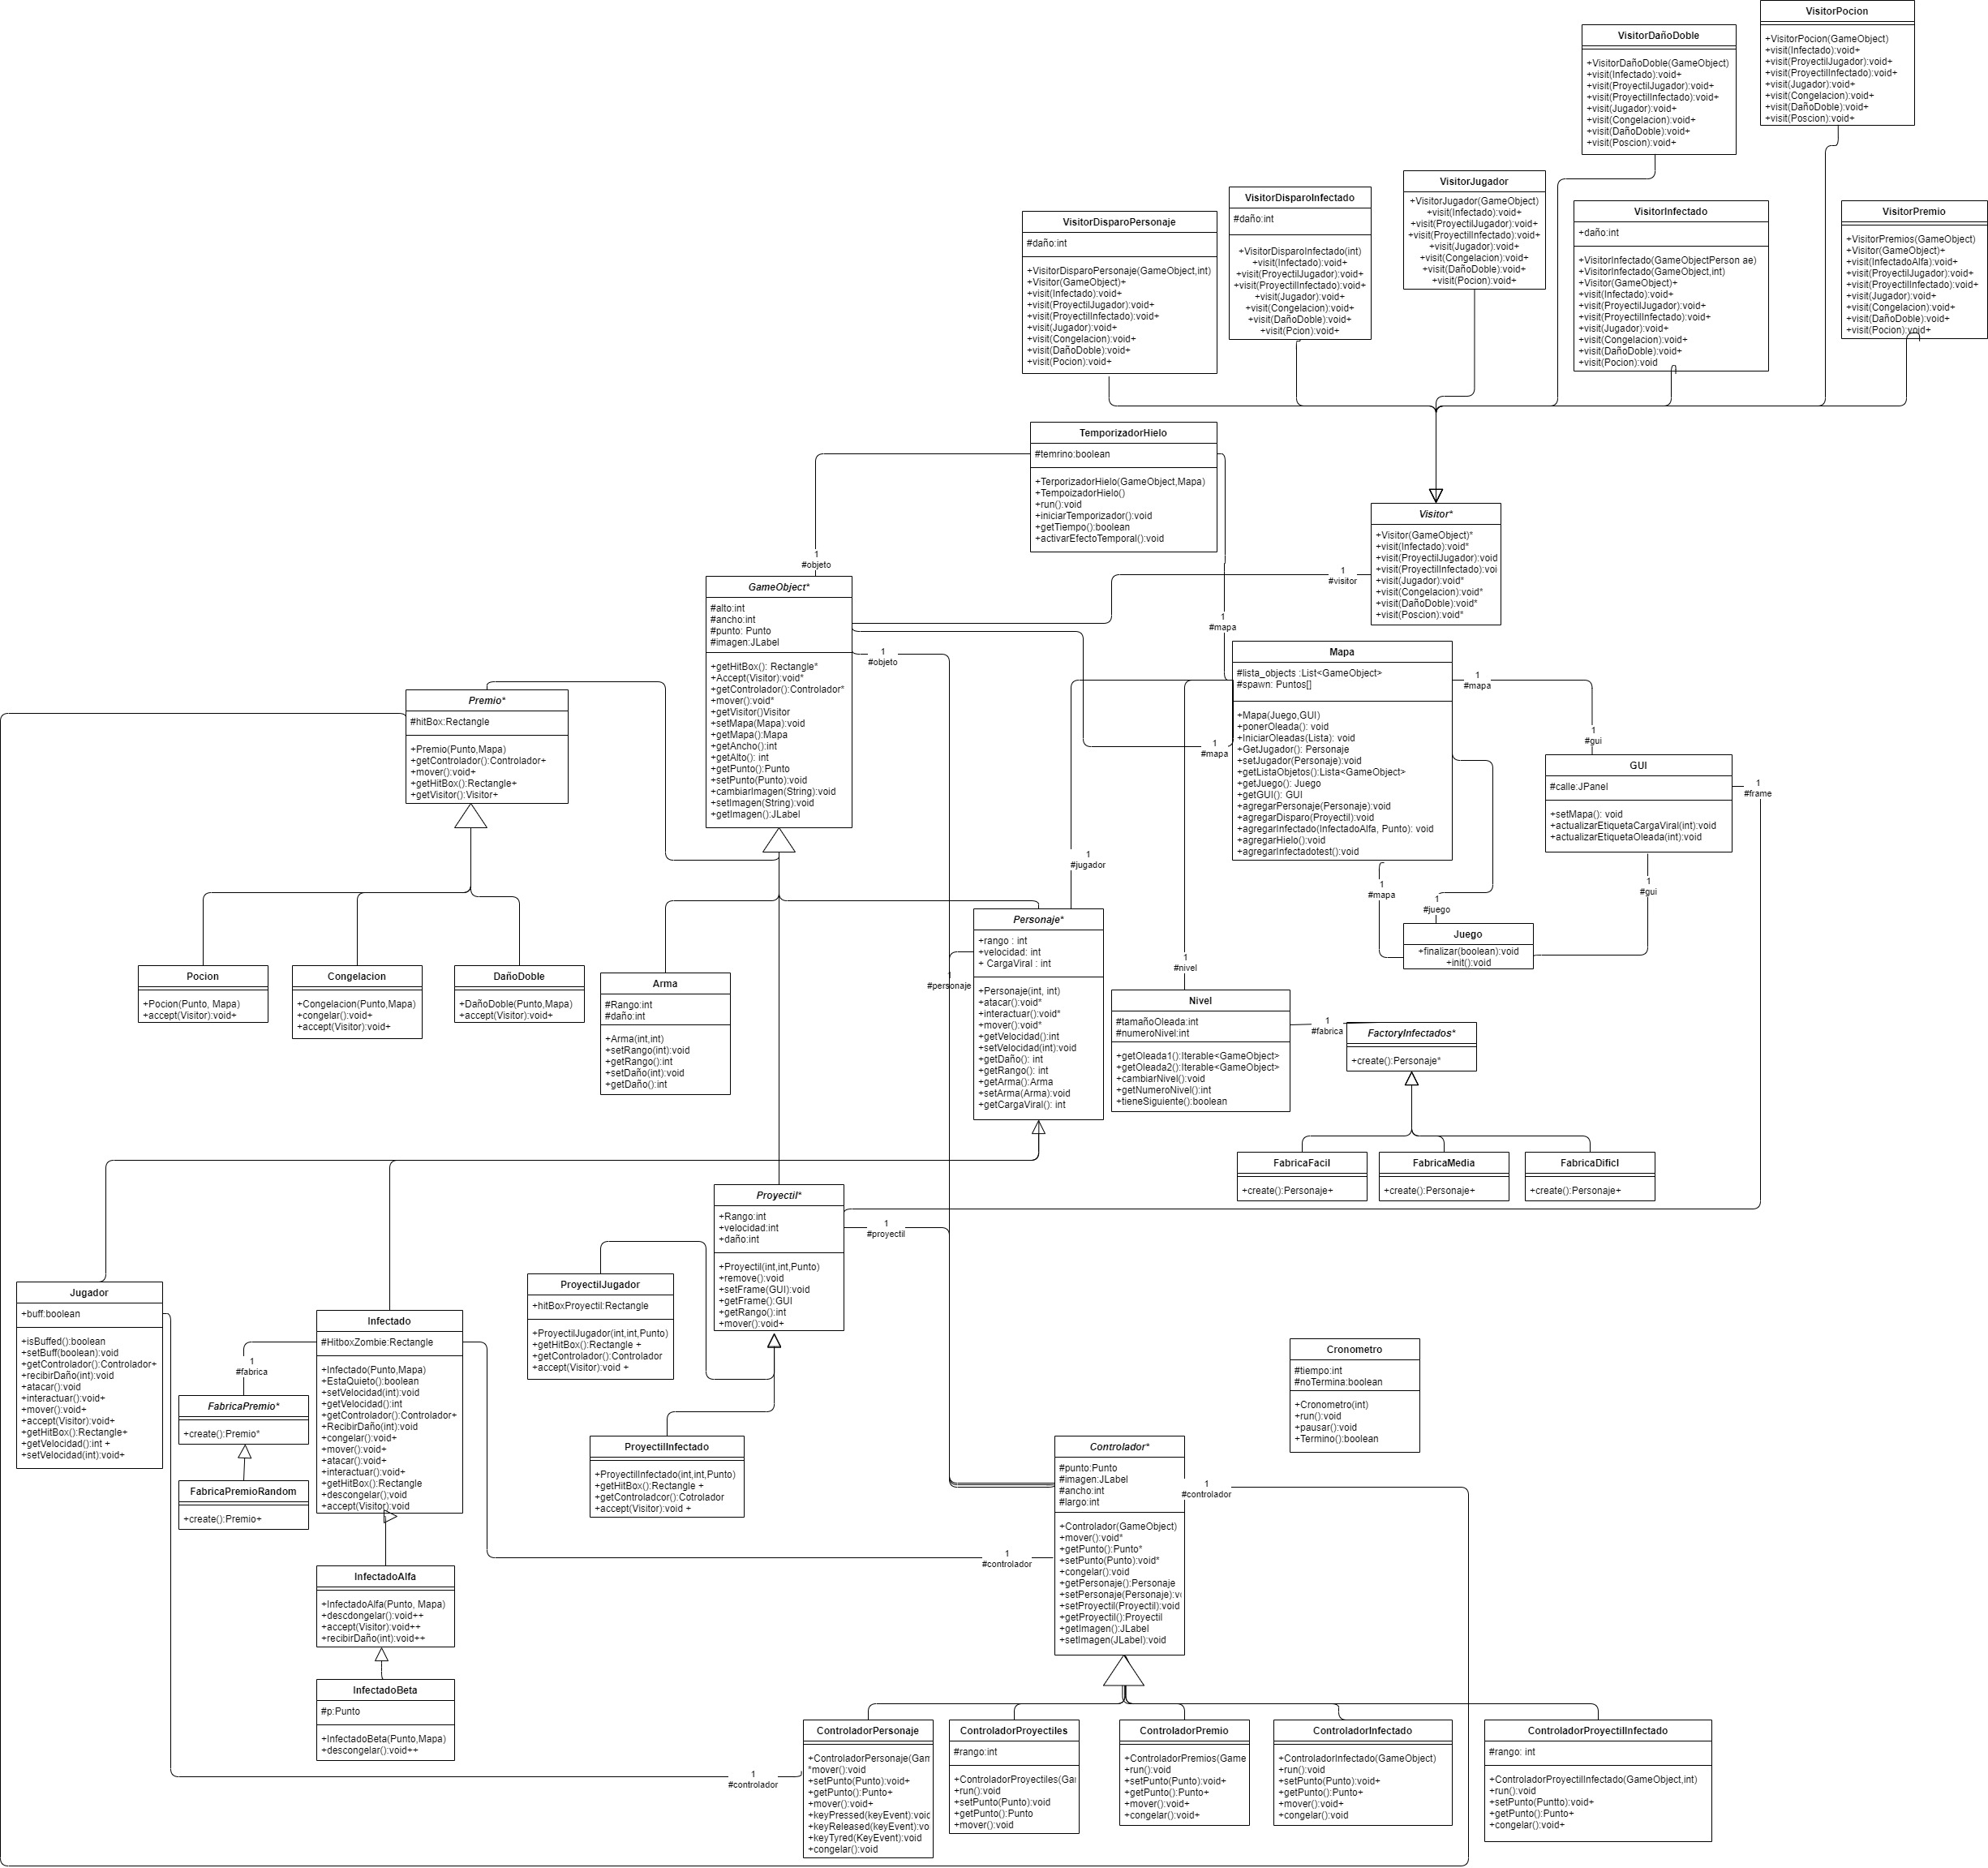 VisitorPocion
+VisitorPocion(GameObject)
+visit(Infectado):void+
+visit(ProyectilJugador):void+
+visit(ProyectilInfectado):void+
+visit(Jugador):void+
+visit(Congelacion):void+
+visit(DañoDoble):void+
+visit(Poscion):void+
VisitorDañoDoble
+VisitorDañoDoble(GameObject)
+visit(Infectado):void+
+visit(ProyectilJugador):void+
+visit(ProyectilInfectado):void+
+visit(Jugador):void+
+visit(Congelacion):void+
+visit(DañoDoble):void+
+visit(Poscion):void+
VisitorJugador
+VisitorJugador(GameObject)
+visit(Infectado):void+
+visit(ProyectilJugador):void+
+visit(ProyectilInfectado):void+
+visit(Jugador):void+
+visit(Congelacion):void+
+visit(DañoDoble):void+
+visit(Pocion):void+
VisitorDisparoInfectado
#daño:int
+VisitorDisparoInfectado(int)
+visit(Infectado):void+
+visit(ProyectilJugador):void+
+visit(ProyectilInfectado):void+
+visit(Jugador):void+
+visit(Congelacion):void+
+visit(DañoDoble):void+
+visit(Pcion):void+
VisitorDisparoPersonaje
#daño:int
+VisitorDisparoPersonaje(GameObject,int)
+Visitor(GameObject)+
+visit(Infectado):void+
+visit(ProyectilJugador):void+
+visit(ProyectilInfectado):void+
+visit(Jugador):void+
+visit(Congelacion):void+
+visit(DañoDoble):void+
+visit(Pocion):void+
VisitorInfectado
+daño:int
+VisitorInfectado(GameObjectPerson ae)
+VisitorInfectado(GameObject,int)
+Visitor(GameObject)+
+visit(Infectado):void+
+visit(ProyectilJugador):void+
+visit(ProyectilInfectado):void+
+visit(Jugador):void+
+visit(Congelacion):void+
+visit(DañoDoble):void+
+visit(Pocion):void
VisitorPremio
+VisitorPremios(GameObject)
+Visitor(GameObject)+
+visit(InfectadoAlfa):void+
+visit(ProyectilJugador):void+
+visit(ProyectilInfectado):void+
+visit(Jugador):void+
+visit(Congelacion):void+
+visit(DañoDoble):void+
+visit(Pocion):void+
TemporizadorHielo
#temrino:boolean
+TerporizadorHielo(GameObject,Mapa)
+TempoizadorHielo()
+run():void
+iniciarTemporizador():void
+getTiempo():boolean
+activarEfectoTemporal():void
Visitor*
+Visitor(GameObject)*
+visit(Infectado):void*
+visit(ProyectilJugador):void
+visit(ProyectilInfectado):voi
+visit(Jugador):void*
+visit(Congelacion):void*
+visit(DañoDoble):void*
+visit(Poscion):void*
1
#objeto
1
#visitor
1
#mapa
GameObject*
#alto:int
#ancho:int
#punto: Punto
#imagen:JLabel
+getHitBox(): Rectangle*
+Accept(Visitor):void*
+getControlador():Controlador*
+mover():void*
+getVisitor()Visitor
+setMapa(Mapa):void
+getMapa():Mapa
+getAncho():int
+getAlto(): int
+getPunto():Punto
+setPunto(Punto):void
+cambiarImagen(String):void
+setImagen(String):void
+getImagen():JLabel
1
#objeto
1
#mapa
Mapa
#lista_objects :List<GameObject>
#spawn: Puntos[]
+Mapa(Juego,GUI)
+ponerOleada(): void
+IniciarOleadas(Lista): void
+GetJugador(): Personaje
+setJugador(Personaje):void
+getListaObjetos():Lista<GameObject>
+getJuego(): Juego
+getGUI(): GUI
+agregarPersonaje(Personaje):void
+agregarDisparo(Proyectil):void
+agregarInfectado(InfectadoAlfa, Punto): void
+agregarHielo():void
+agregarInfectadotest():void
1
#mapa
1
#gui
GUI
#calle:JPanel
+setMapa(): void
+actualizarEtiquetaCargaViral(int):void
+actualizarEtiquetaOleada(int):void
1
#frame
Premio*
#hitBox:Rectangle
+Premio(Punto,Mapa)
+getControlador():Controlador+
+mover():void+
+getHitBox():Rectangle+
+getVisitor():Visitor+
1
#jugador
1
#mapa
1
#juego
1
#gui
Juego
+finalizar(boolean):void
+init():void
Pocion
+Pocion(Punto, Mapa)
+accept(Visitor):void+
Congelacion
+Congelacion(Punto,Mapa)
+congelar():void+
+accept(Visitor):void+
DañoDoble
+DañoDoble(Punto,Mapa)
+accept(Visitor):void+
Arma
#Rango:int
#daño:int
+Arma(int,int)
+setRango(int):void
+getRango():int
+setDaño(int):void
+getDaño():int
1
#personaje
Personaje*
+rango : int
+velocidad: int
+ CargaViral : int
+Personaje(int, int)
+atacar():void*
+interactuar():void*
+mover():void*
+getVelocidad():int
+setVelocidad(int):void
+getDaño(): int
+getRango(): int
+getArma():Arma
+setArma(Arma):void
+getCargaViral(): int
1
#nivel
Nivel
#tamañoOleada:int
#numeroNivel:int
+getOleada1():Iterable<GameObject>
+getOleada2():Iterable<GameObject>
+cambiarNivel():void
+getNumeroNivel():int
+tieneSiguiente():boolean
1
#fabrica
FactoryInfectados*
+create():Personaje*
FabricaFacil
+create():Personaje+
FabricaMedia
+create():Personaje+
FabricaDificl
+create():Personaje+
Proyectil*
+Rango:int
+velocidad:int
+daño:int
+Proyectil(int,int,Punto)
+remove():void
+setFrame(GUI):void
+getFrame():GUI
+getRango():int
+mover():void+
1
#proyectil
Jugador
+buff:boolean
+isBuffed():boolean
+setBuff(boolean):void
+getControlador():Controlador+
+recibirDaño(int):void
+atacar():void
+interactuar():void+
+mover():void+
+accept(Visitor):void+
+getHitBox():Rectangle+
+getVelocidad():int +
+setVelocidad(int):void+
Infectado
#HitboxZombie:Rectangle
+Infectado(Punto,Mapa)
+EstaQuieto():boolean
+setVelocidad(int):void
+getVelocidad():int
+getControlador():Controlador+
+RecibirDaño(int):void
+congelar():void+
+mover():void+
+atacar():void+
+interactuar():void+
+getHitBox():Rectangle
+descongelar();void
+accept(Visitor):void
1
#fabrica
FabricaPremio*
+create():Premio*
FabricaPremioRandom
+create():Premio+
ProyectilJugador
+hitBoxProyectil:Rectangle
+ProyectilJugador(int,int,Punto)
+getHitBox():Rectangle +
+getControlador():Controlador
+accept(Visitor):void +
ProyectilInfectado
+ProyectilInfectado(int,int,Punto)
+getHitBox():Rectangle +
+getControladcor():Cotrolador
+accept(Visitor):void +
Cronometro
#tiempo:int
#noTermina:boolean
+Cronometro(int)
+run():void
+pausar():void
+Termino():boolean
Controlador*
#punto:Punto
#imagen:JLabel
#ancho:int
#largo:int
+Controlador(GameObject)
+mover():void*
+getPunto():Punto*
+setPunto(Punto):void*
+congelar():void
+getPersonaje():Personaje
+setPersonaje(Personaje):v
+setProyectil(Proyectil):void
+getProyectil():Proyectil
+getImagen():JLabel
+setImagen(JLabel):void
1
#controlador
1
#controlador
InfectadoAlfa
+InfectadoAlfa(Punto, Mapa)
+descdongelar():void++
+accept(Visitor):void++
+recibirDaño(int):void++
InfectadoBeta
#p:Punto
+InfectadoBeta(Punto,Mapa)
+descongelar():void++
1
#controlador
ControladorPersonaje
+ControladorPersonaje(Gam
*mover():void
+setPunto(Punto):void+
+getPunto():Punto+
+mover():void+
+keyPressed(keyEvent):void
+keyReleased(keyEvent):vo
+keyTyred(KeyEvent):void
+congelar():void
ControladorProyectiles
#rango:int
+ControladorProyectiles(Ga
+run():void
+setPunto(Punto):void
+getPunto():Punto
+mover():void
ControladorPremio
+ControladorPremios(Game
+run():void
+setPunto(Punto):void+
+getPunto():Punto+
+mover():void+
+congelar():void+
ControladorInfectado
+ControladorInfectado(GameObject)
+run():void
+setPunto(Punto):void+
+getPunto():Punto+
+mover():void+
+congelar():void
ControladorProyectilInfectado
#rango: int
+ControladorProyectilInfectado(GameObject,int)
+run():void
+setPunto(Puntto):void+
+getPunto():Punto+
+congelar():void+